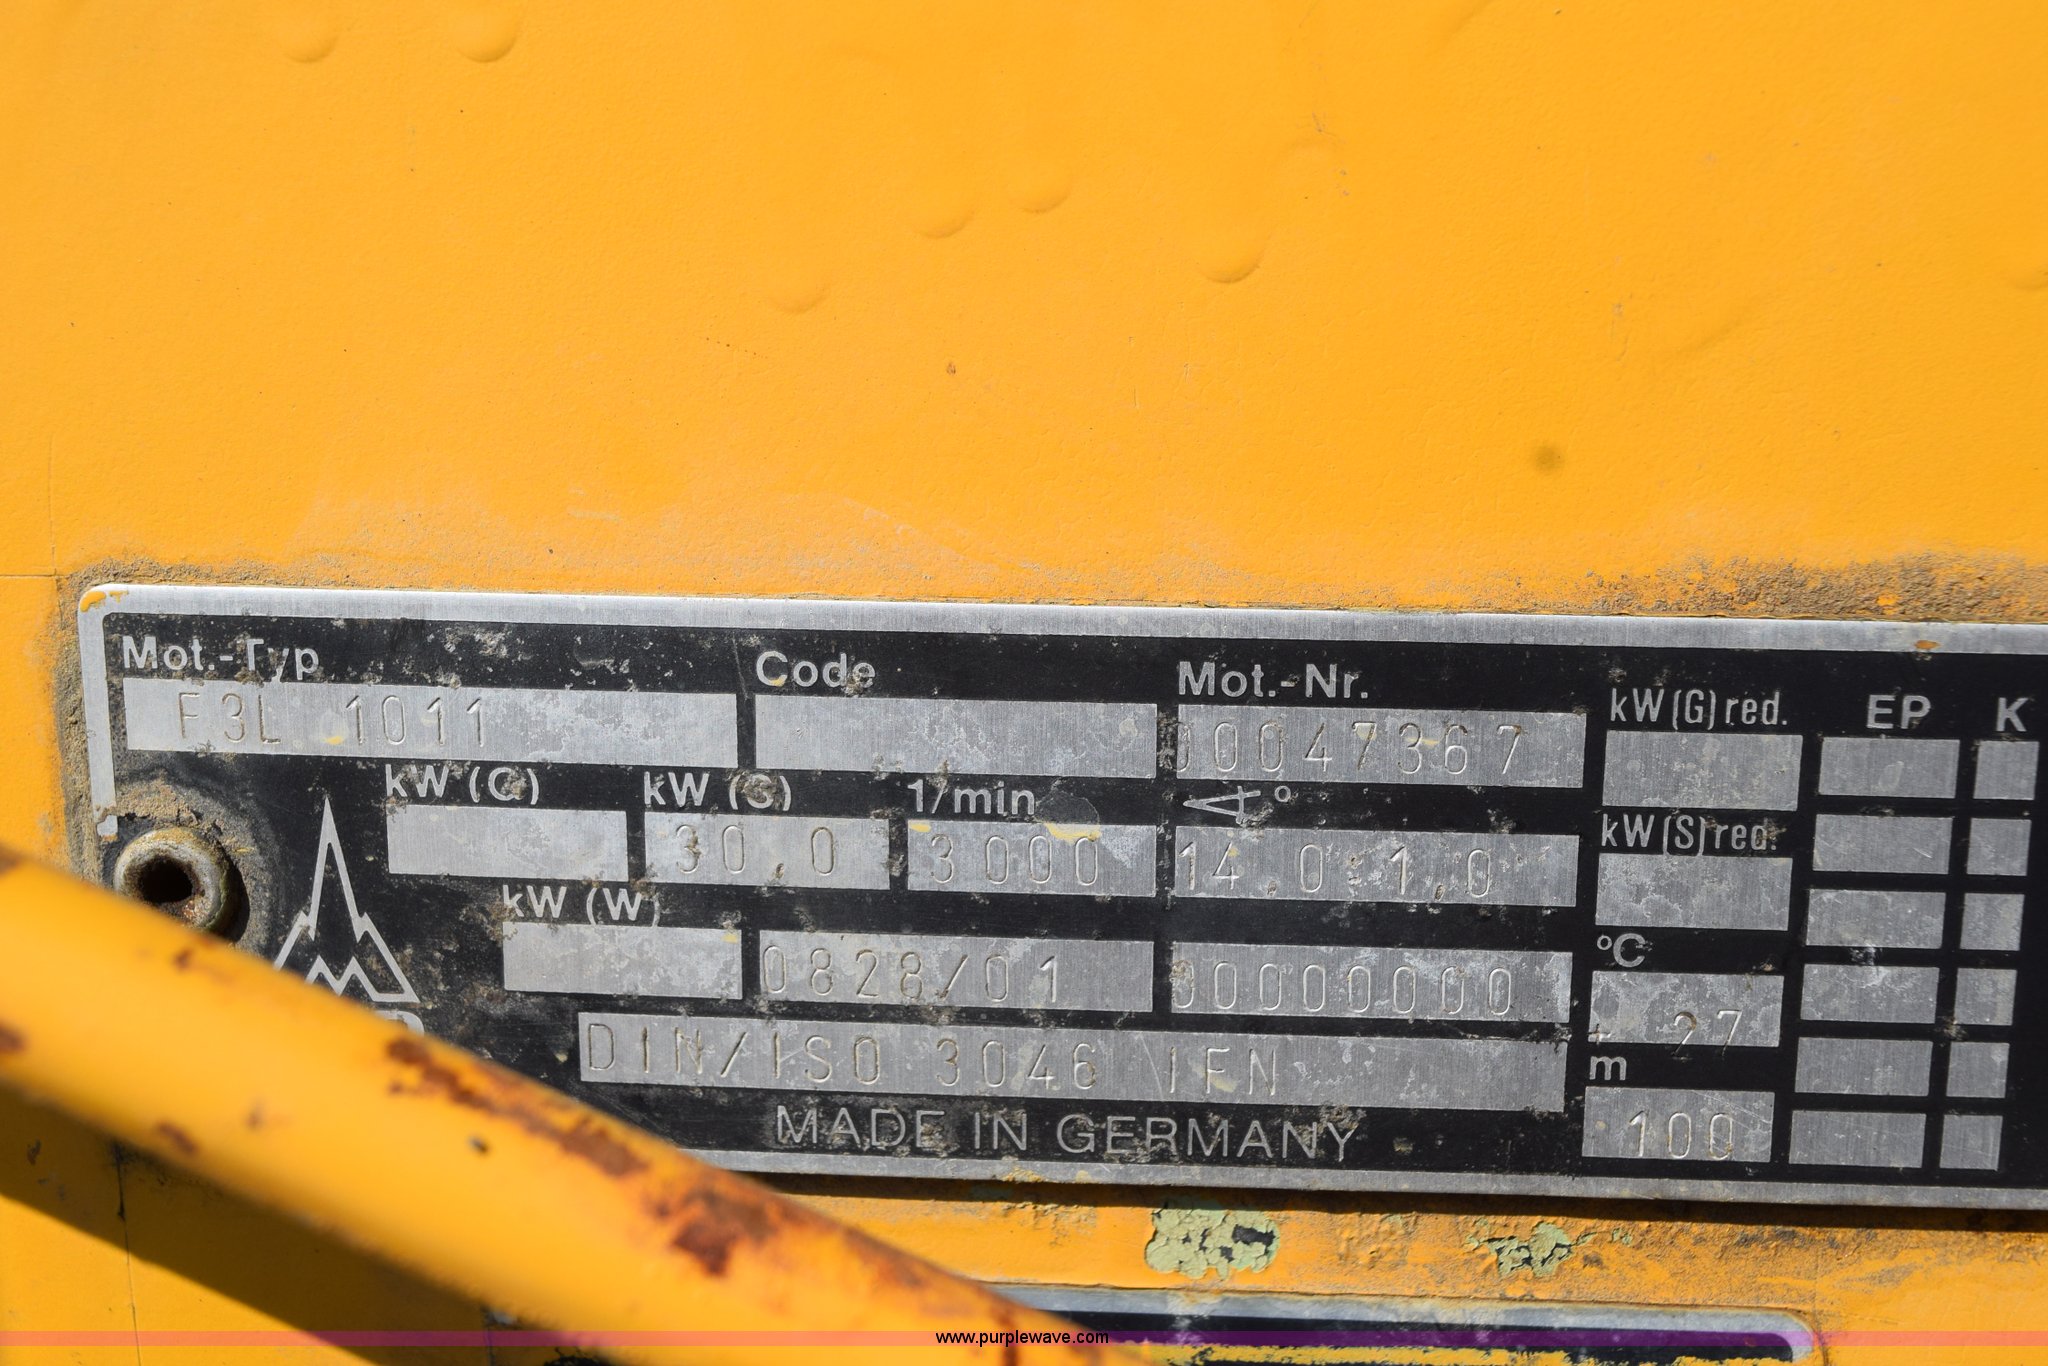 Mot.-Typ Code Mot.-Nr. kW(G)red. EP K
F3L 1011 00047367
kW (G) kW (S) 1/min ∢° kW(S)red.
30,0 3000 14,0:1,0
kW (W) °C
0828/01 00000000 + 27
DIN/ISO 3046 IFN m
100
MADE IN GERMANY
www.purplewave.com